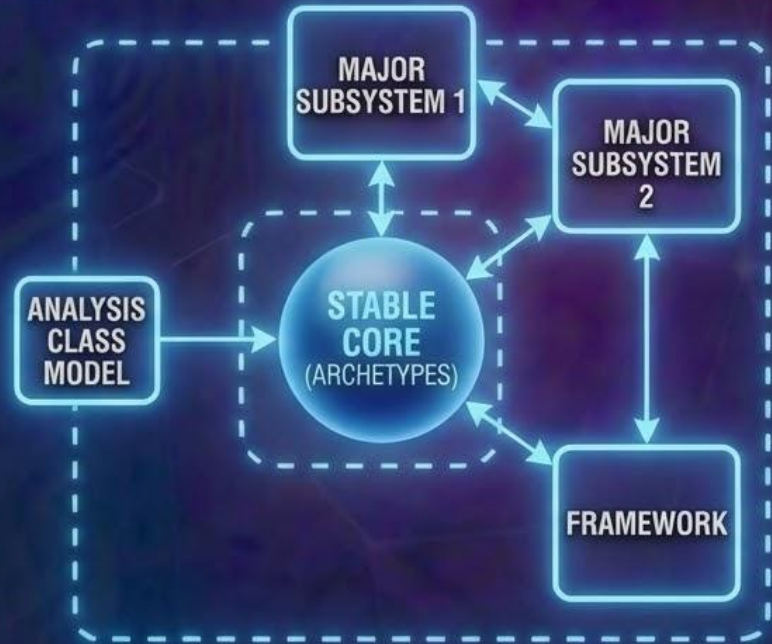 MAJOR
SUBSYSTEM 1
MAJOR
SUBSYSTEM
2
ANALYSIS
CLASS
MODEL
STABLE
CORE
(ARCHETYPES)
FRAMEWORK